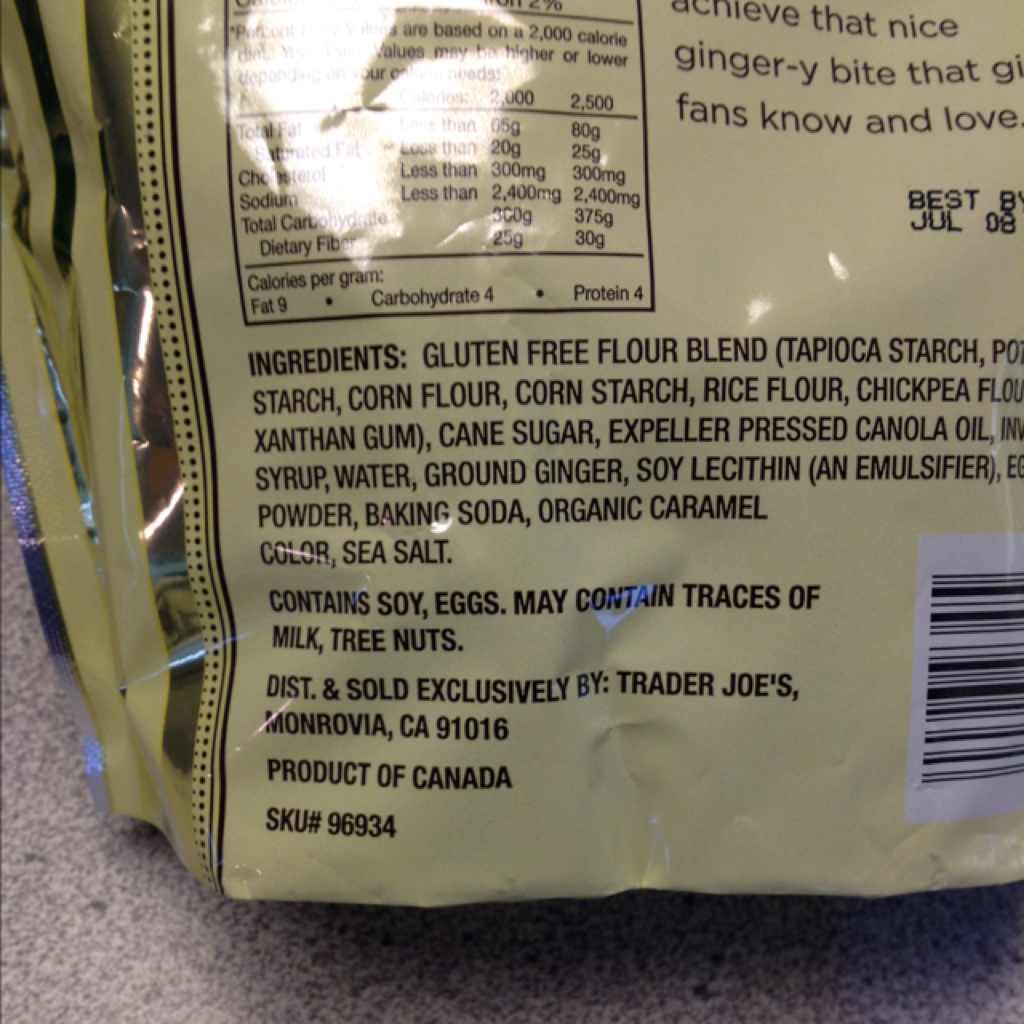 2%
are based on a 2,000 calorie
values may be higher or lower
depending on your needs:
Calories: 2,000 2,500
Total Fat Less than 65g 80g
Saturated Fat Less than 20g 25g
Cholesterol Less than 300mg 300mg
Sodium Less than 2,400mg 2,400mg
Total Carbohydrate 300g 375g
Dietary Fiber 25g 30g
Calories per gram:
Fat 9 • Carbohydrate 4 • Protein 4
achieve that nice
ginger-y bite that
fans know and love.
BEST BY
JUL 08
INGREDIENTS: GLUTEN FREE FLOUR BLEND (TAPIOCA STARCH,
STARCH, CORN FLOUR, CORN STARCH, RICE FLOUR, CHICKPEA FLOU
XANTHAN GUM), CANE SUGAR, EXPELLER PRESSED CANOLA OIL, INV
SYRUP, WATER, GROUND GINGER, SOY LECITHIN (AN EMULSIFIER),
POWDER, BAKING SODA, ORGANIC CARAMEL
COLOR, SEA SALT.
CONTAINS SOY, EGGS. MAY CONTAIN TRACES OF
MILK, TREE NUTS.
DIST. & SOLD EXCLUSIVELY BY: TRADER JOE'S,
MONROVIA, CA 91016
PRODUCT OF CANADA
SKU# 96934